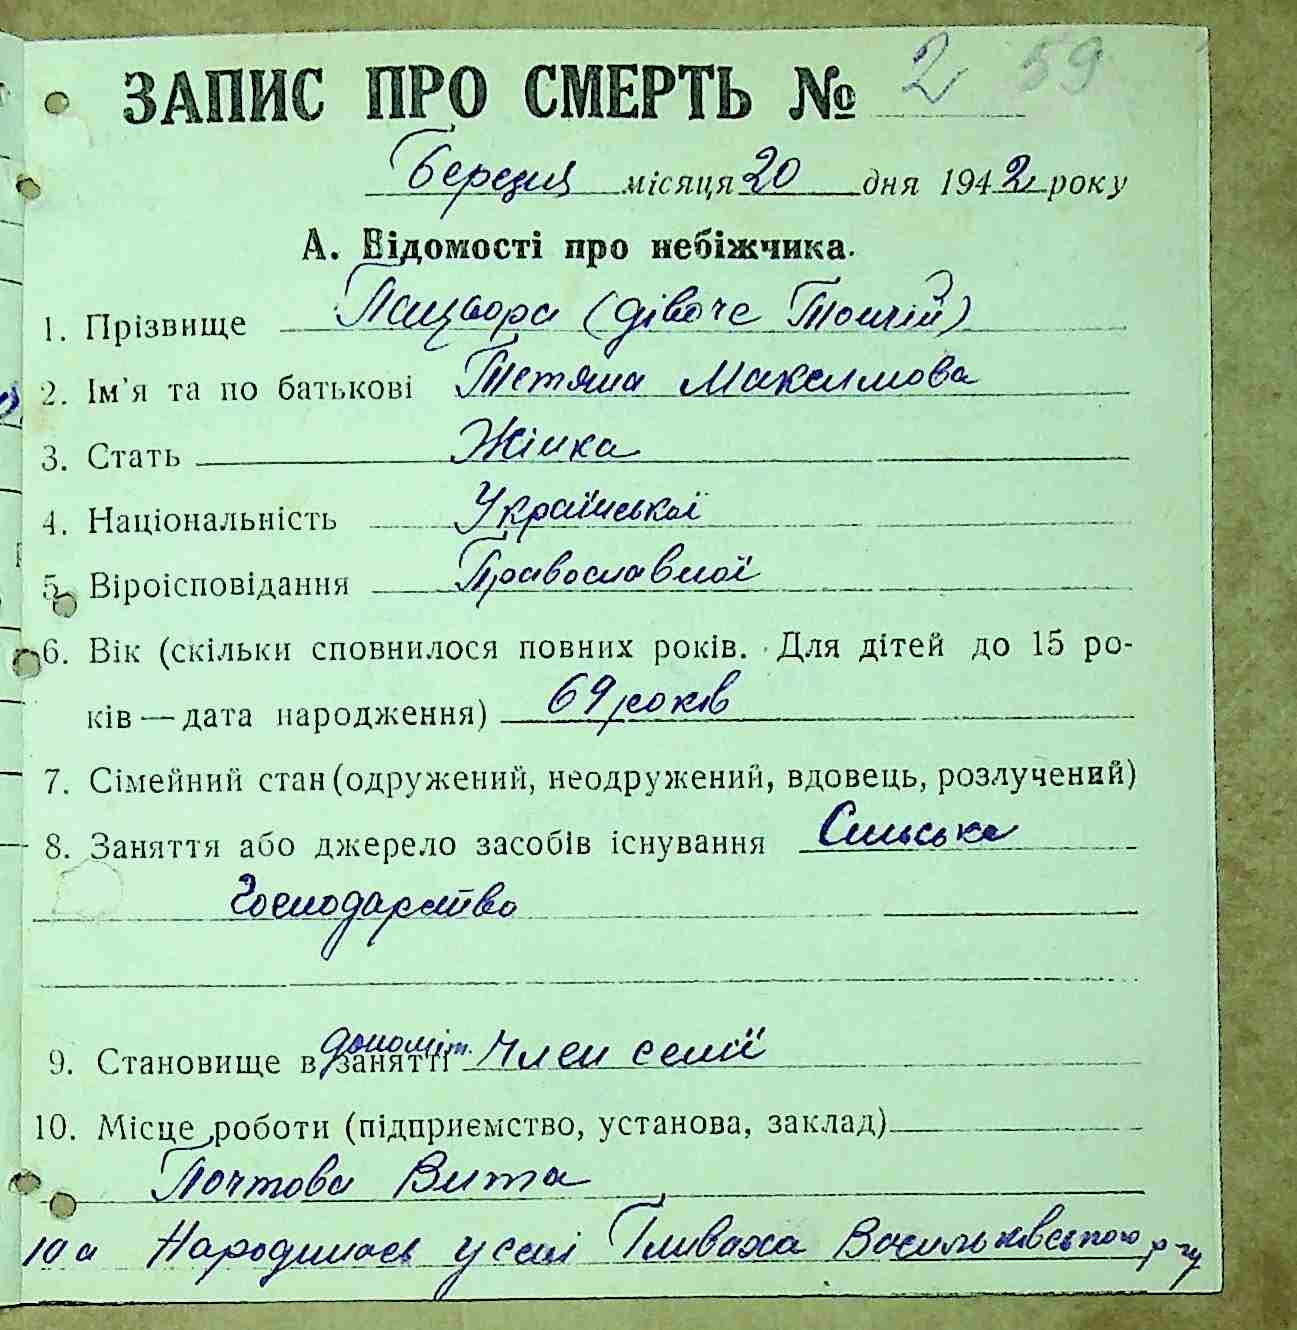 ЗАПИС ПРО СМЕРТЬ № 2 59
Березня місяця 20 дня 1942 року
А. Відомості про небіжчика.
1. Прізвище Пацьора (дівоче Тончій)
2. Ім'я та по батькові Тетяна Максимова
3. Стать Жінка
4. Національність Української
5. Віроісповідання Православної
6. Вік (скільки сповнилося повних років. Для дітей до 15 ро-
ків — дата народження) 69 років
7. Сімейний стан (одружений, неодружений, вдовець, розлучений)
8. Заняття або джерело засобів існування Сільське
Господарство
9. Становище в занятті допоміт. Член семї
10. Місце роботи (підприємство, установа, заклад)
Почтова Вита
10а Народилась у селі Гливаха Васильківського р-ну